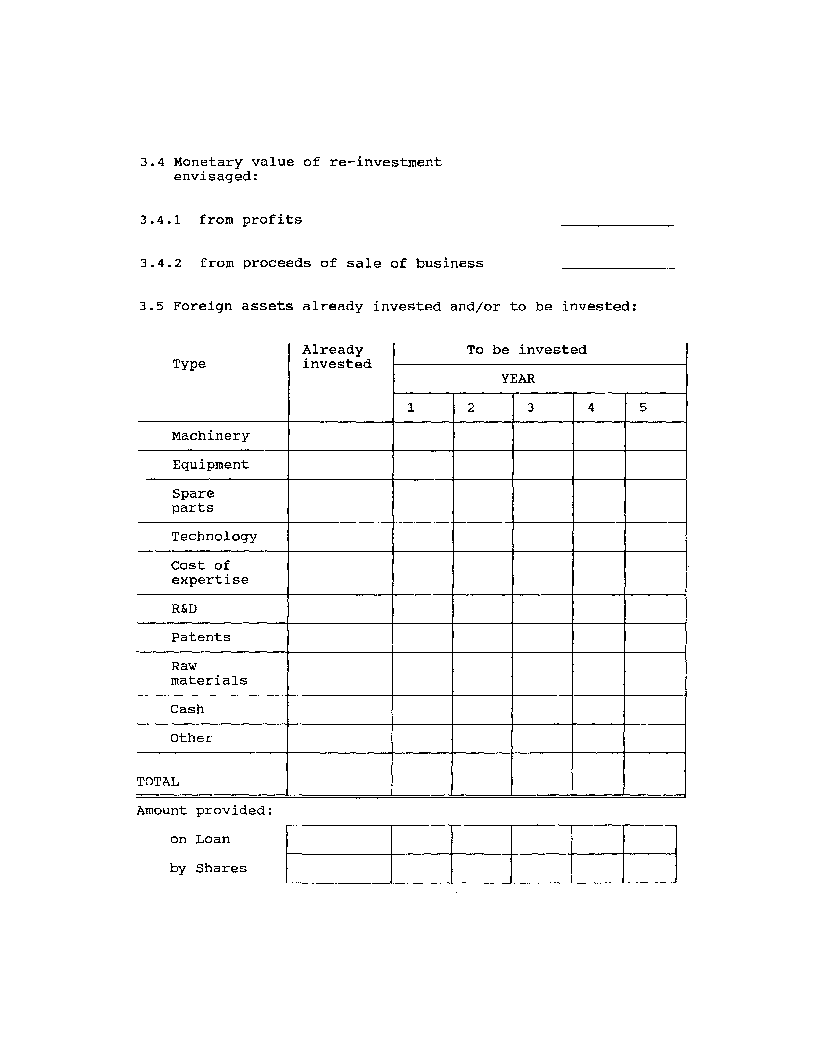 3.4 Monetary value of re-investment
envisaged:
3.4.1 from profits
3.4.2 from proceeds of sale of business
3.5 Foreign assets already invested and/or to be invested:
Type
Already
invested
To be invested
YEAR
1 2 3 4 5
Machinery
Equipment
Spare
parts
Technology
Cost of
expertise
R&D
Patents
Raw
materials
Cash
Other
TOTAL
Amount provided:
on Loan
by Shares